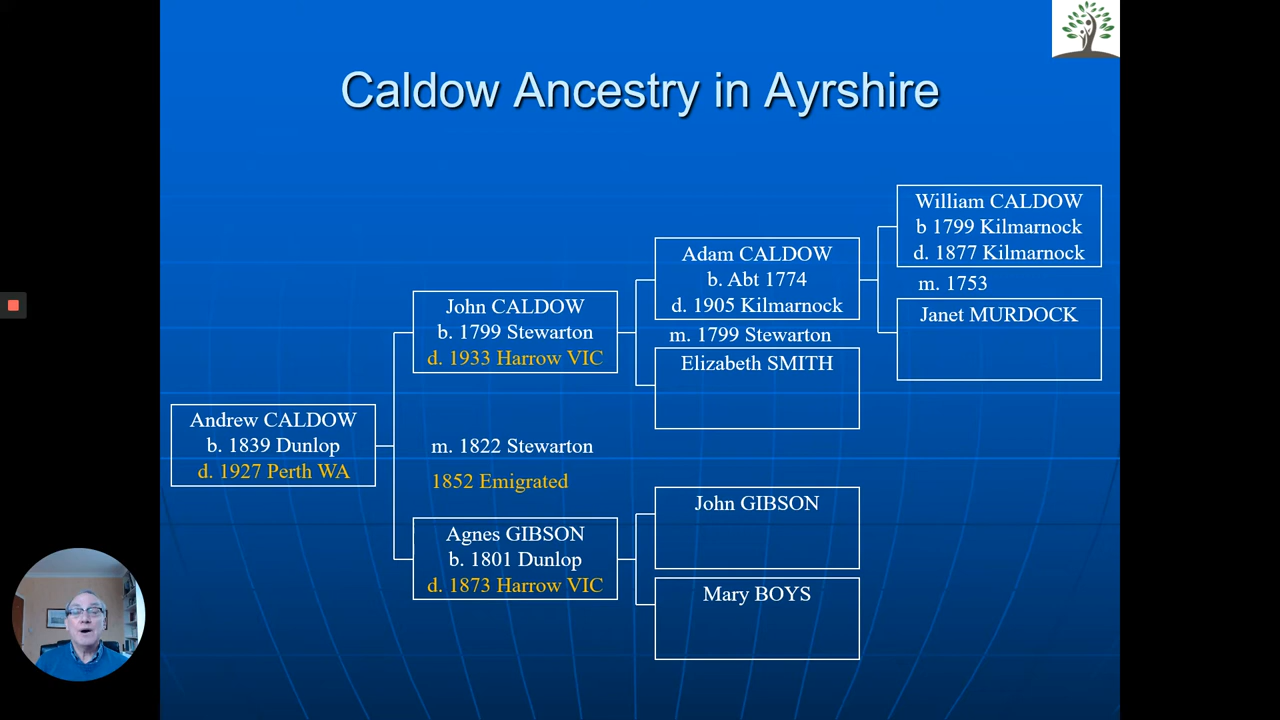 Caldow Ancestry in Ayrshire
William CALDOW
b 1799 Kilmarnock
d. 1877 Kilmarnock
m. 1753
Janet MURDOCK
Adam CALDOW
b. Abt 1774
d. 1905 Kilmarnock
m. 1799 Stewarton
Elizabeth SMITH
John CALDOW
b. 1799 Stewarton
d. 1933 Harrow VIC
Andrew CALDOW
b. 1839 Dunlop
d. 1927 Perth WA
m. 1822 Stewarton
1852 Emigrated
Agnes GIBSON
b. 1801 Dunlop
d. 1873 Harrow VIC
John GIBSON
Mary BOYS